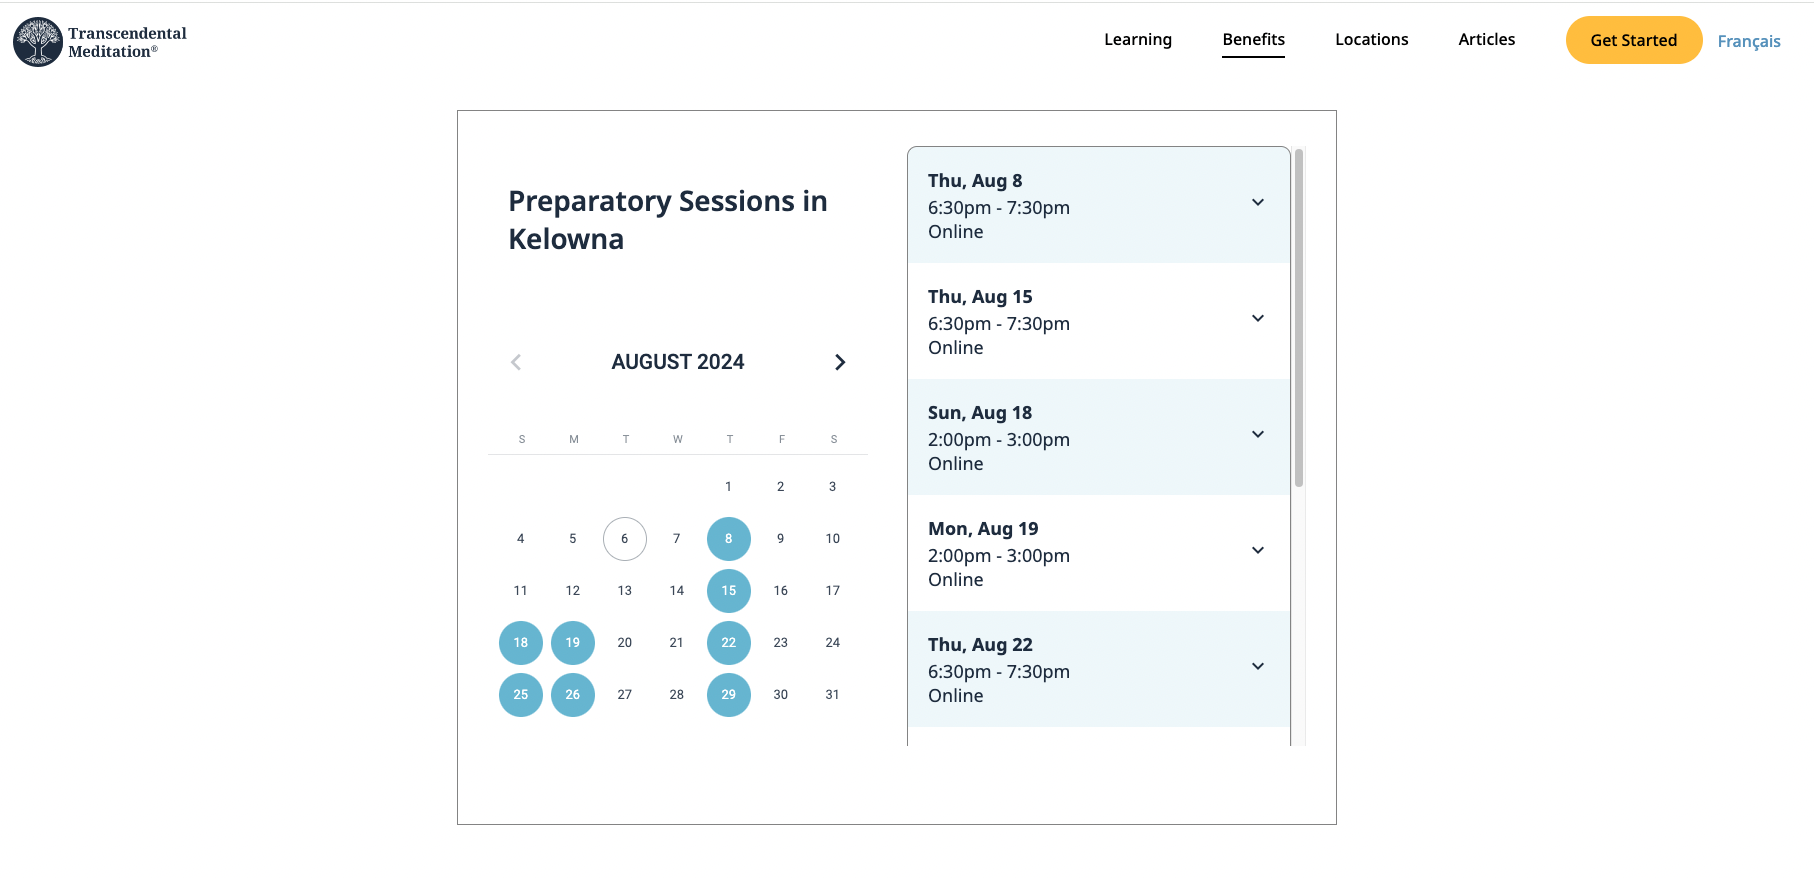 Transcendental
Meditation®
Learning
Benefits
Locations
Articles
Get Started
Français
Preparatory Sessions in
Kelowna
AUGUST 2024
S M T W T F S
1 2 3
4 5 6 7 8 9 10
11 12 13 14 15 16 17
18 19 20 21 22 23 24
25 26 27 28 29 30 31
Thu, Aug 8
6:30pm - 7:30pm
Online
Thu, Aug 15
6:30pm - 7:30pm
Online
Sun, Aug 18
2:00pm - 3:00pm
Online
Mon, Aug 19
2:00pm - 3:00pm
Online
Thu, Aug 22
6:30pm - 7:30pm
Online